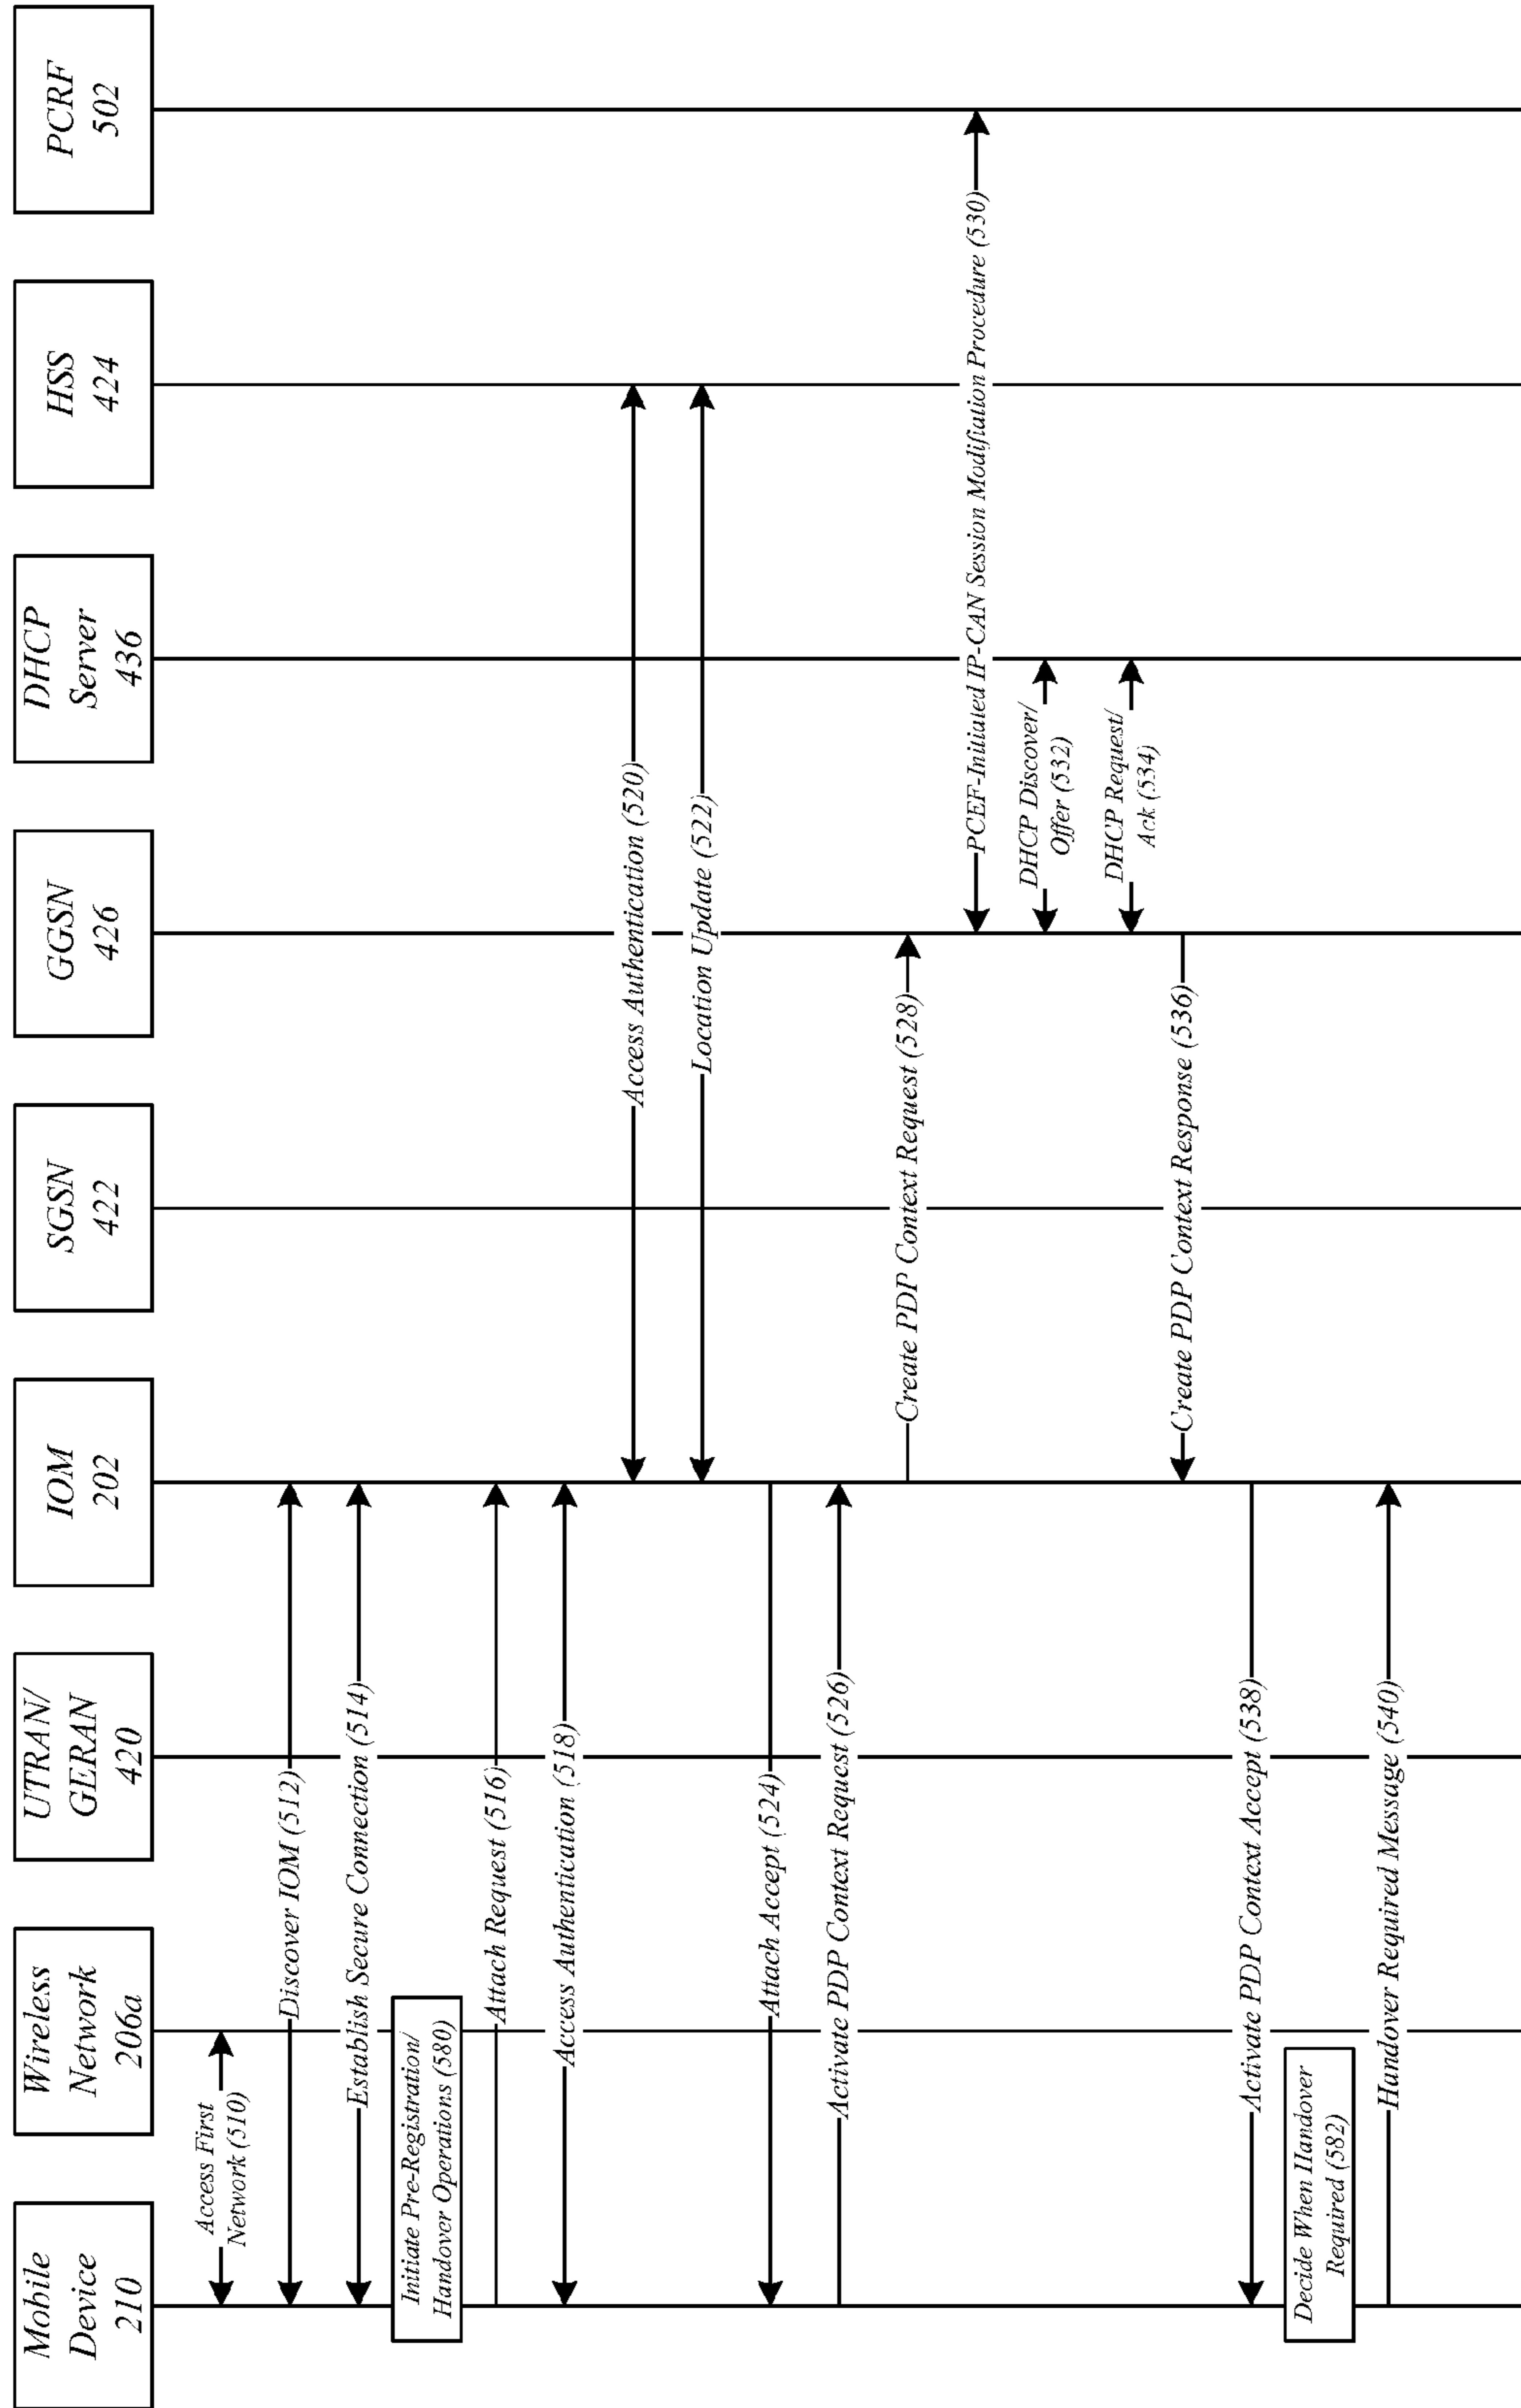 Mobile
Device
210
Wireless
Network
206a
UTRAN/
GERAN
420
IOM
202
SGSN
422
GGSN
426
DHCP
Server
436
HSS
424
PCRF
502
Access First
Network (510)
Discover IOM (512)
Establish Secure Connection (514)
Initiate Pre-Registration/
Handover Operations (580)
Attach Request (516)
Access Authentication (518)
Access Authentication (520)
Location Update (522)
Attach Accept (524)
Activate PDP Context Request (526)
Create PDP Context Request (528)
PCEF-Initiated IP-CAN Session Modifiation Procedure (530)
DHCP Discover/
Offer (532)
DHCP Request/
Ack (534)
Create PDP Context Response (536)
Activate PDP Context Accept (538)
Decide When Handover
Required (582)
Handover Required Message (540)